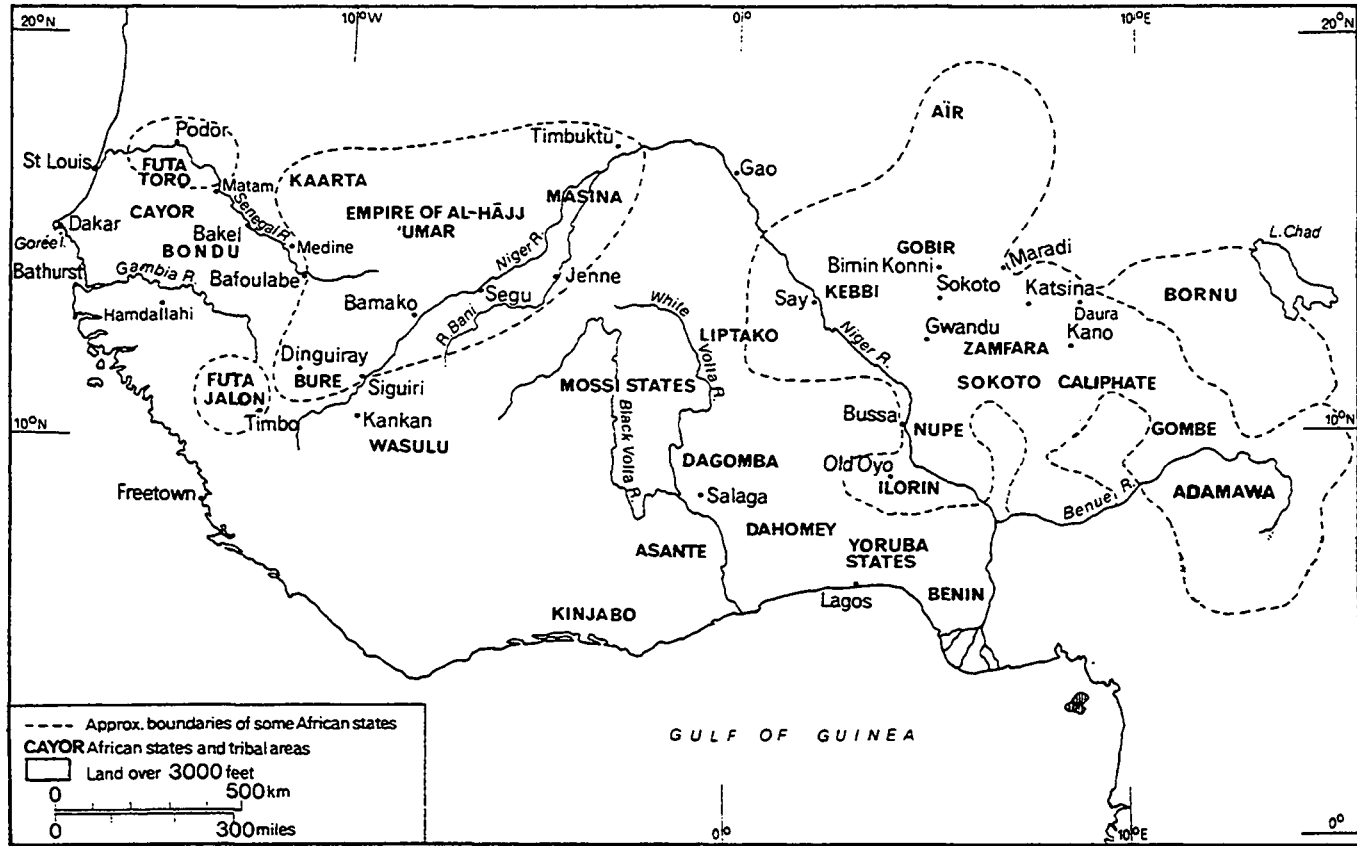 20°N
10°W
0°
10°E
20°N
AÏR
Podor
Timbuktu
St Louis
FUTA
TORO
KAARTA
Gao
Matam
MASINA
CAYOR
EMPIRE OF AL-HĀJJ
'UMAR
Senegal R.
Dakar
Bakel
Medine
Gorée I.
BONDU
Niger R.
GOBIR
L. Chad
Bathurst
Gambia R.
Bafoulabe
Jenne
Birnin Konni
Maradi
Sokoto
Katsina
BORNU
Hamdallahi
Bamako
Segu
R. Bani
White
Volla R.
Say
KEBBI
Daura
Kano
LIPTAKO
Niger R.
Gwandu
ZAMFARA
Dinguiray
BURE
FUTA
JALON
Siguiri
MOSSI STATES
SOKOTO CALIPHATE
Timbo
Kankan
Black Volla R.
Bussa
10°N
WASULU
NUPE
GOMBE
10°N
DAGOMBA
Old Oyo
ILORIN
Freetown
Salaga
Benue R.
ADAMAWA
DAHOMEY
ASANTE
YORUBA
STATES
Lagos
BENIN
KINJABO
GULF OF GUINEA
Approx. boundaries of some African states
CAYOR African states and tribal areas
Land over 3000 feet
0 500km
0 300 miles
0°
10°E
0°